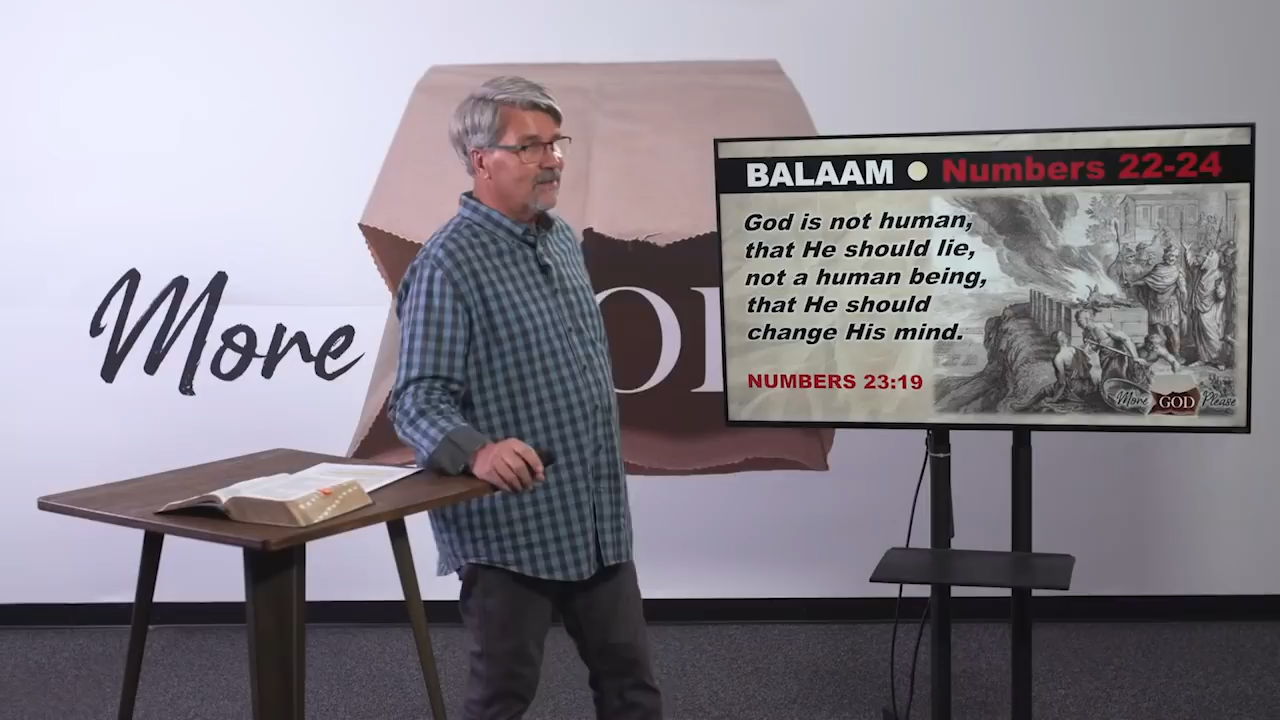 More
BALAAM • Numbers 22-24
God is not human,
that He should lie,
not a human being,
that He should
change His mind.
NUMBERS 23:19
More GOD Please